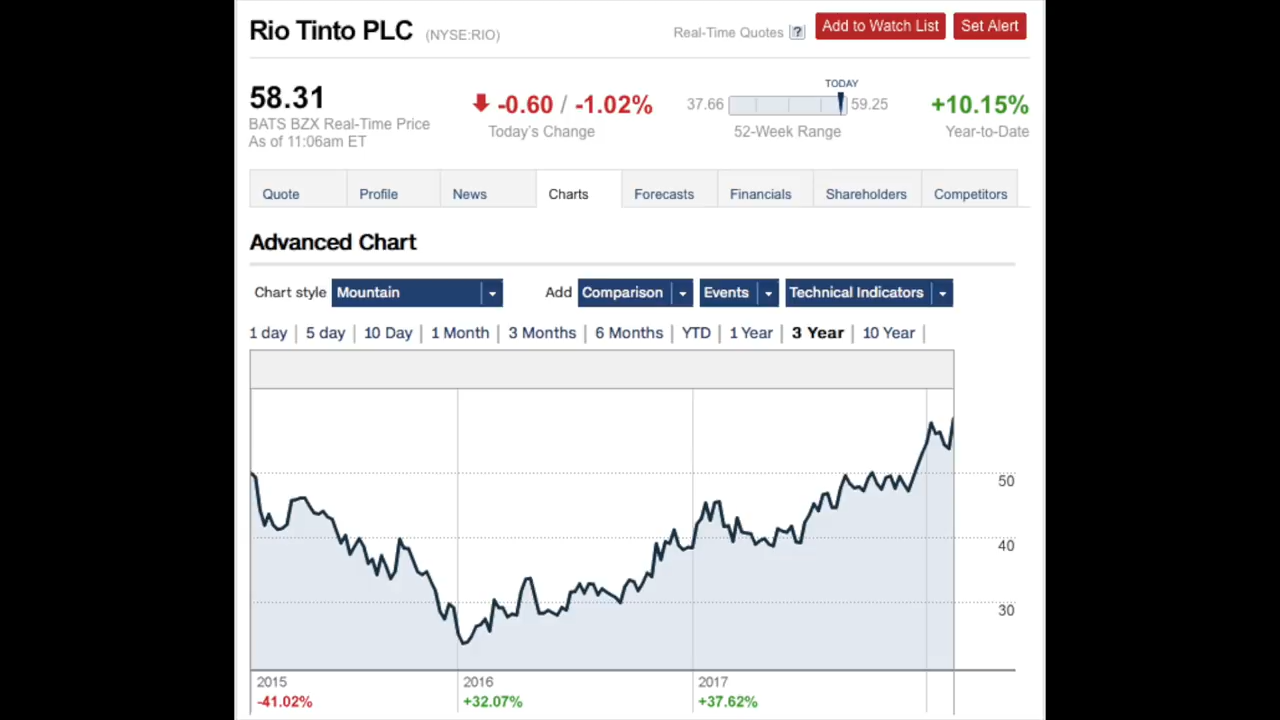 Rio Tinto PLC (NYSE:RIO) Real-Time Quotes ? Add to Watch List Set Alert
TODAY
58.31 -0.60 / -1.02% 37.66 59.25 +10.15%
BATS BZX Real-Time Price Today's Change 52-Week Range Year-to-Date
As of 11:06am ET
Quote Profile News Charts Forecasts Financials Shareholders Competitors
Advanced Chart
Chart style Mountain Add Comparison Events Technical Indicators
1 day | 5 day | 10 Day | 1 Month | 3 Months | 6 Months | YTD | 1 Year | 3 Year | 10 Year |
50
40
30
2015 2016 2017
-41.02% +32.07% +37.62%